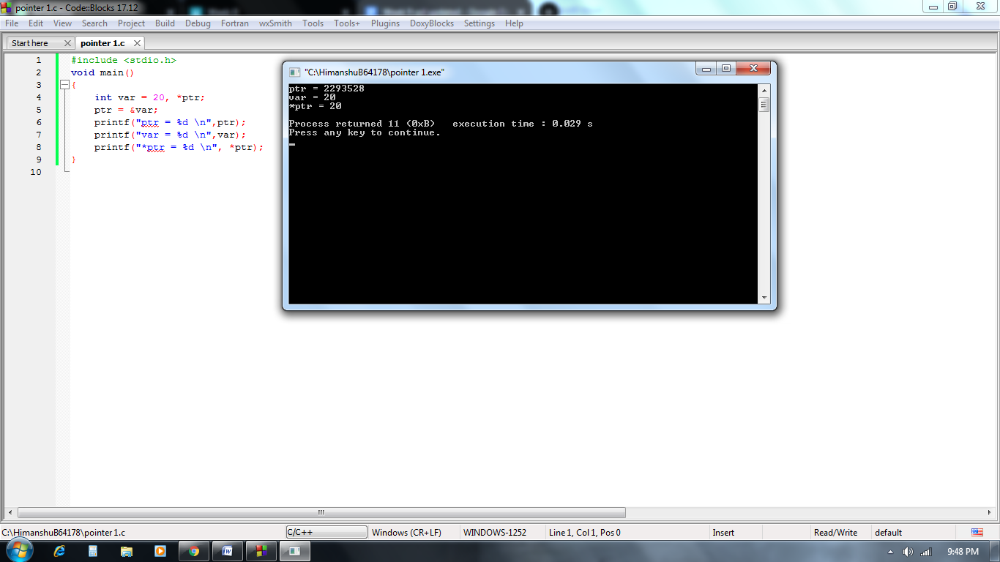 pointer 1.c - Code::Blocks 17.12
File Edit View Search Project Build Debug Fortran wxSmith Tools Tools+ Plugins DoxyBlocks Settings Help
Start here pointer 1.c
1 #include <stdio.h>
2 void main()
3 {
4 int var = 20, *ptr;
5 ptr = &var;
6 printf("ptr = %d \n",ptr);
7 printf("var = %d \n",var);
8 printf("*ptr = %d \n", *ptr);
9 }
10
"C:\HimanshuB64178\pointer 1.exe"
ptr = 2293528
var = 20
*ptr = 20
Process returned 11 (0xB) execution time : 0.029 s
Press any key to continue.
C:\HimanshuB64178\pointer 1.c C/C++ Windows (CR+LF) WINDOWS-1252 Line 1, Col 1, Pos 0 Insert Read/Write default
9:48 PM